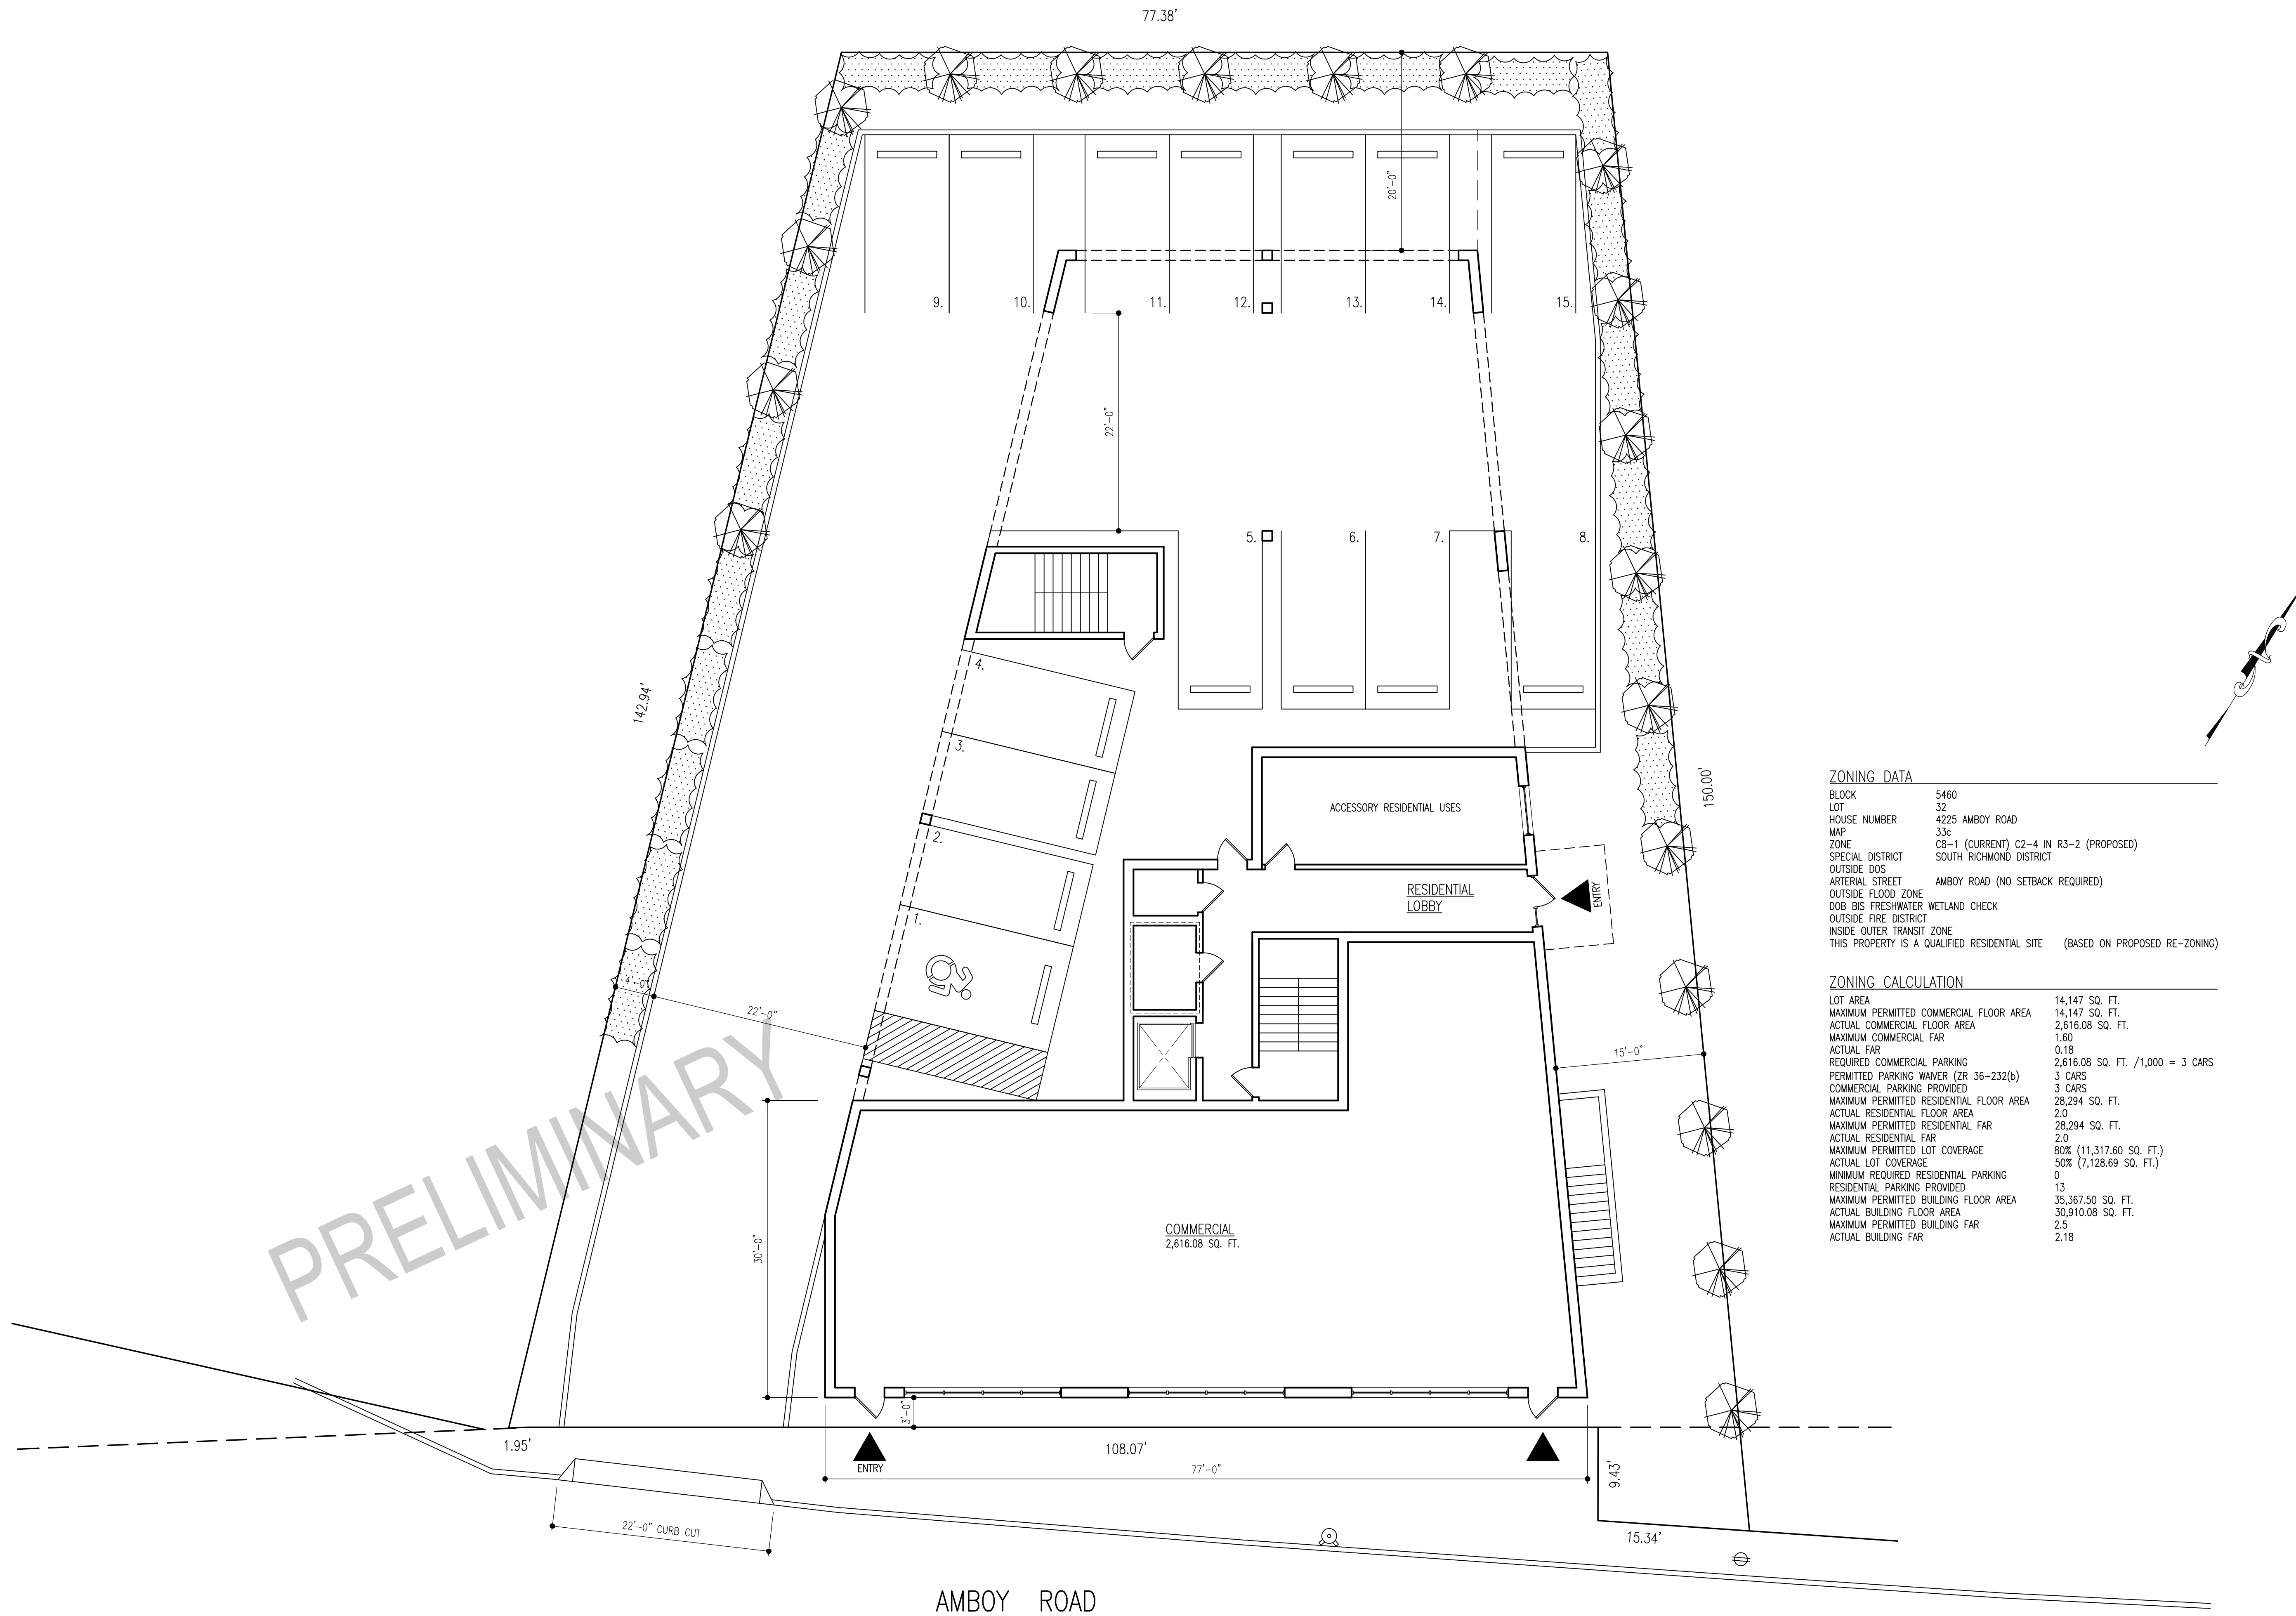 77.38'
20'-0"
9.
10.
11.
12.
13.
14.
15.
22'-0"
5.
6.
7.
8.
4.
3.
2.
1.
142.94'
150.00'
ACCESSORY RESIDENTIAL USES
RESIDENTIAL
LOBBY
ENTRY
4'-0"
22'-0"
15'-0"
PRELIMINARY
30'-0"
COMMERCIAL
2,616.08 SQ. FT.
3'-0"
1.95'
ENTRY
108.07'
77'-0"
9.43'
15.34'
22'-0" CURB CUT
AMBOY ROAD
ZONING DATA
BLOCK 5460
LOT 32
HOUSE NUMBER 4225 AMBOY ROAD
MAP 33c
ZONE C8-1 (CURRENT) C2-4 IN R3-2 (PROPOSED)
SPECIAL DISTRICT SOUTH RICHMOND DISTRICT
OUTSIDE DOS
ARTERIAL STREET AMBOY ROAD (NO SETBACK REQUIRED)
OUTSIDE FLOOD ZONE
DOB BIS FRESHWATER WETLAND CHECK
OUTSIDE FIRE DISTRICT
INSIDE OUTER TRANSIT ZONE
THIS PROPERTY IS A QUALIFIED RESIDENTIAL SITE (BASED ON PROPOSED RE-ZONING)
ZONING CALCULATION
LOT AREA 14,147 SQ. FT.
MAXIMUM PERMITTED COMMERCIAL FLOOR AREA 14,147 SQ. FT.
ACTUAL COMMERCIAL FLOOR AREA 2,616.08 SQ. FT.
MAXIMUM COMMERCIAL FAR 1.60
ACTUAL FAR 0.18
REQUIRED COMMERCIAL PARKING 2,616.08 SQ. FT. /1,000 = 3 CARS
PERMITTED PARKING WAIVER (ZR 36-232(b) 3 CARS
COMMERCIAL PARKING PROVIDED 3 CARS
MAXIMUM PERMITTED RESIDENTIAL FLOOR AREA 28,294 SQ. FT.
ACTUAL RESIDENTIAL FLOOR AREA 2.0
MAXIMUM PERMITTED RESIDENTIAL FAR 28,294 SQ. FT.
ACTUAL RESIDENTIAL FAR 2.0
MAXIMUM PERMITTED LOT COVERAGE 80% (11,317.60 SQ. FT.)
ACTUAL LOT COVERAGE 50% (7,128.69 SQ. FT.)
MINIMUM REQUIRED RESIDENTIAL PARKING 0
RESIDENTIAL PARKING PROVIDED 13
MAXIMUM PERMITTED BUILDING FLOOR AREA 35,367.50 SQ. FT.
ACTUAL BUILDING FLOOR AREA 30,910.08 SQ. FT.
MAXIMUM PERMITTED BUILDING FAR 2.5
ACTUAL BUILDING FAR 2.18